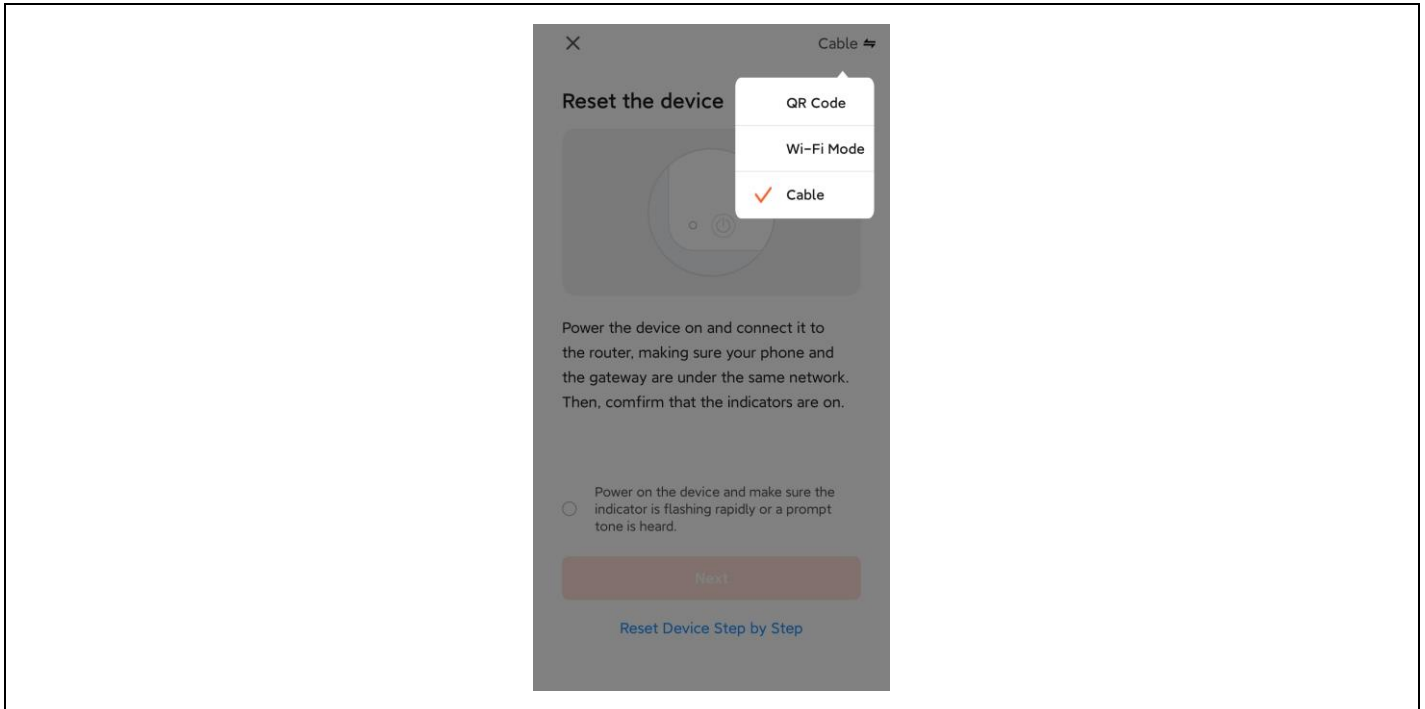 Cable
Reset the device
QR Code
Wi-Fi Mode
Cable
Power the device on and connect it to
the router, making sure your phone and
the gateway are under the same network.
Then, comfirm that the indicators are on.
Power on the device and make sure the
indicator is flashing rapidly or a prompt
tone is heard.
Next
Reset Device Step by Step